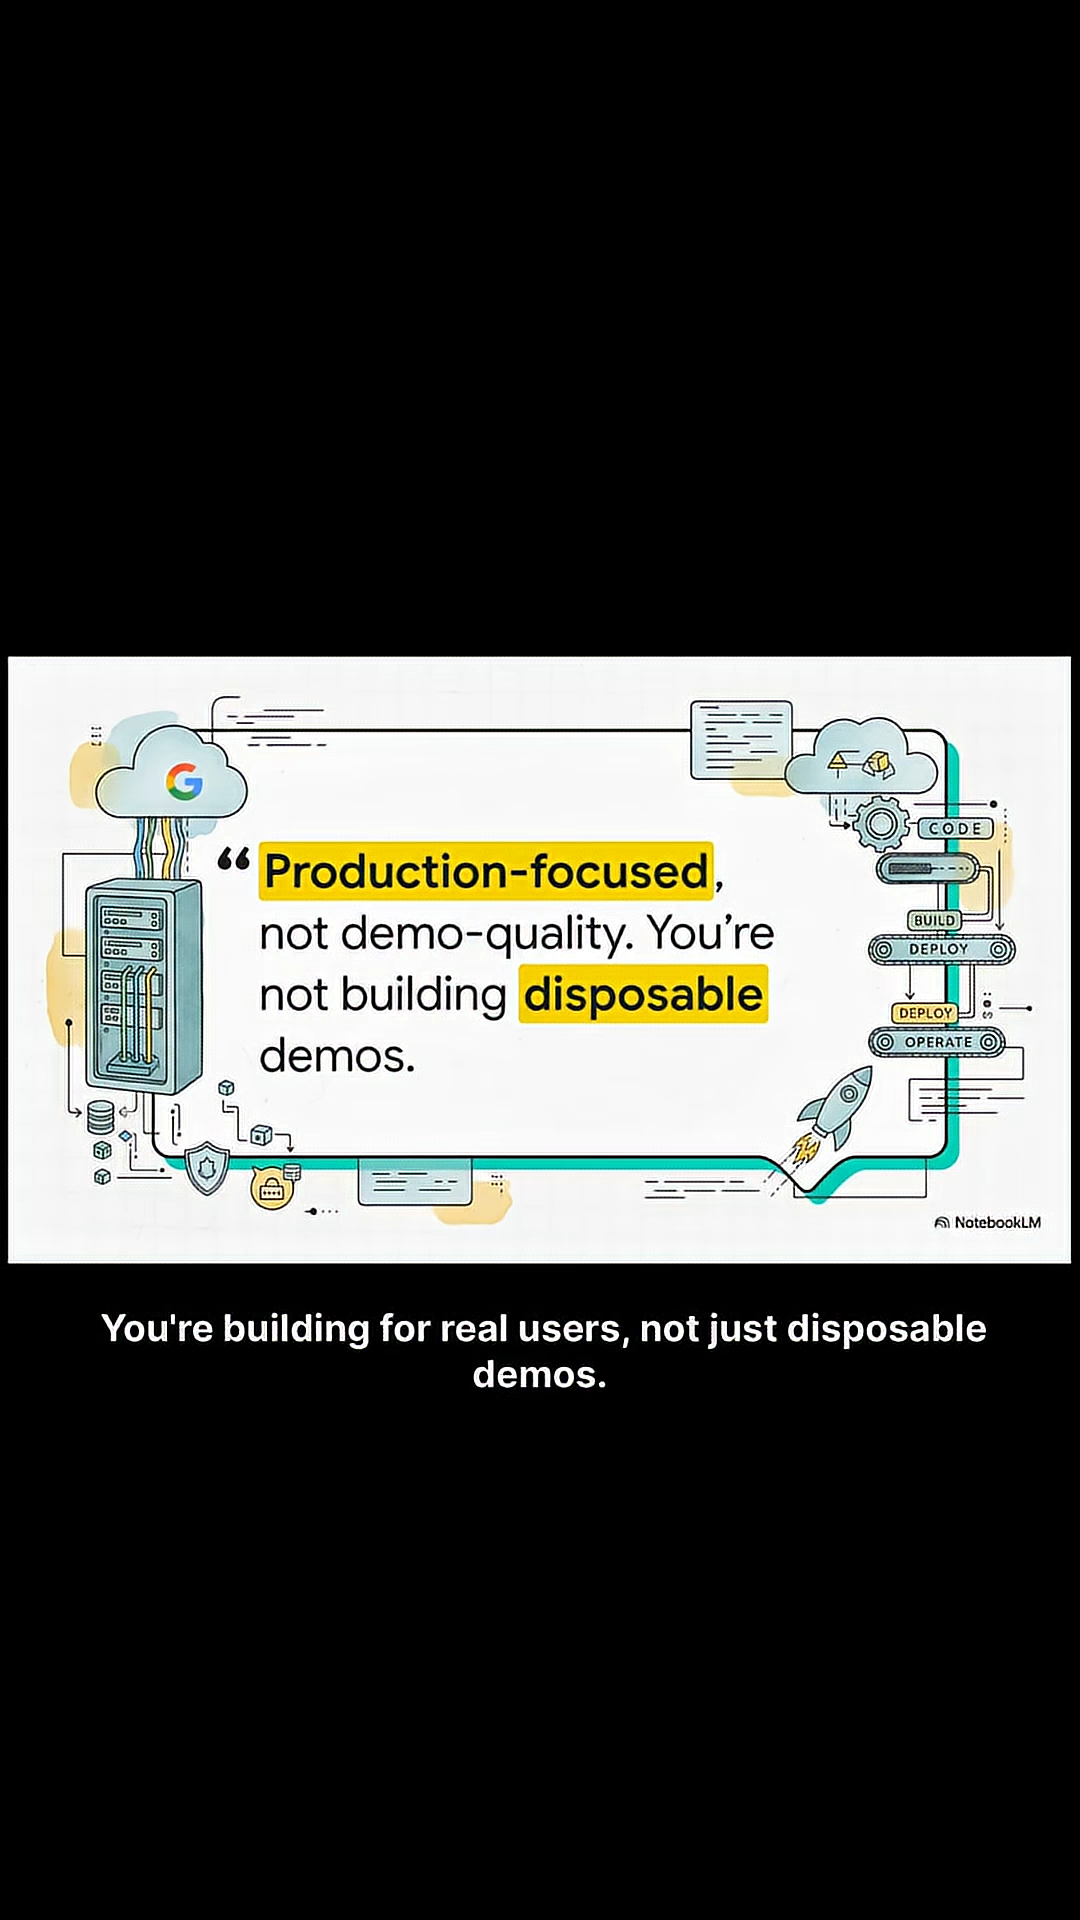 G
CODE
“Production-focused,
BUILD
not demo-quality. You’re
DEPLOY
not building disposable
DEPLOY
demos.
OPERATE
NotebookLM
You're building for real users, not just disposable
demos.